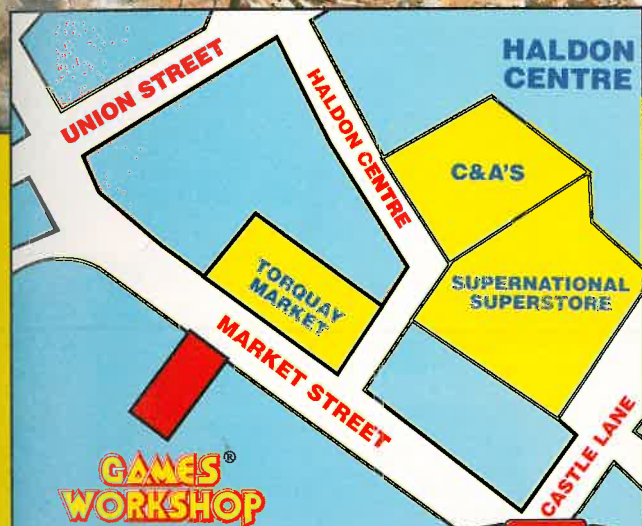 HALDON
CENTRE
UNION STREET
HALDON CENTRE
C&A'S
TORQUAY
MARKET
SUPERNATIONAL
SUPERSTORE
MARKET STREET
CASTLE LANE
GAMES®
WORKSHOP